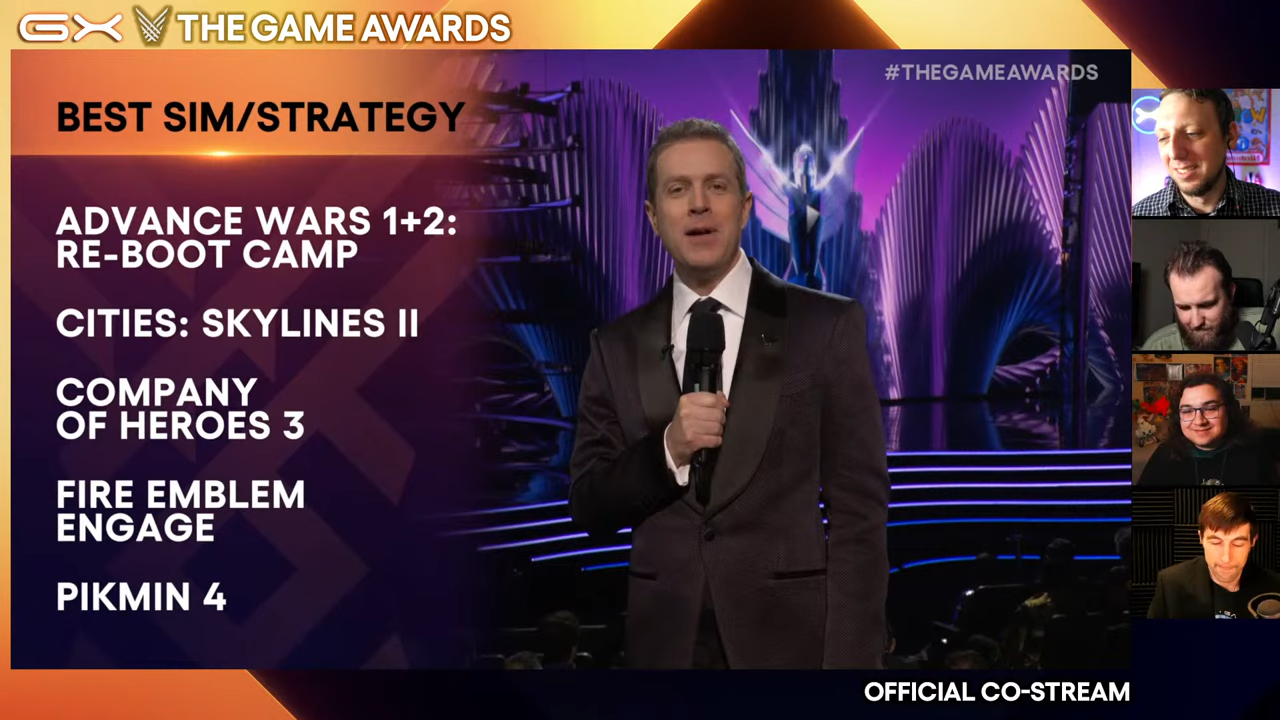 GX THE GAME AWARDS
#THEGAMEAWARDS
BEST SIM/STRATEGY
ADVANCE WARS 1+2:
RE-BOOT CAMP
CITIES: SKYLINES II
COMPANY
OF HEROES 3
FIRE EMBLEM
ENGAGE
PIKMIN 4
OFFICIAL CO-STREAM